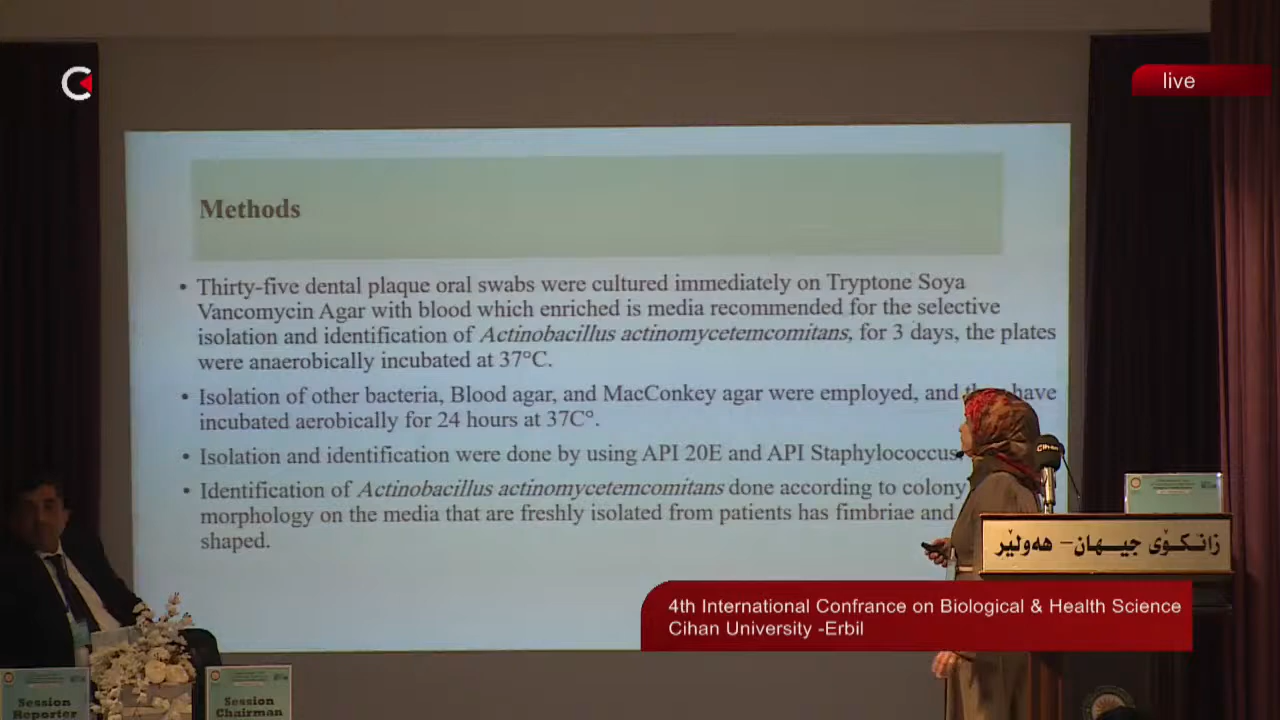 live
Methods
• Thirty-five dental plaque oral swabs were cultured immediately on Tryptone Soya
Vancomycin Agar with blood which enriched is media recommended for the selective
isolation and identification of Actinobacillus actinomycetemcomitans, for 3 days, the plates
were anaerobically incubated at 37°C.
• Isolation of other bacteria, Blood agar, and MacConkey agar were employed, and have
incubated aerobically for 24 hours at 37C°.
• Isolation and identification were done by using API 20E and API Staphylococcus
• Identification of Actinobacillus actinomycetemcomitans done according to colony
morphology on the media that are freshly isolated from patients has fimbriae and
shaped.
CIHAN
زانکۆی جیهان - هەولێر
4th International Confrance on Biological & Health Science
Cihan University -Erbil
Session
Reporter
Session
Chairman